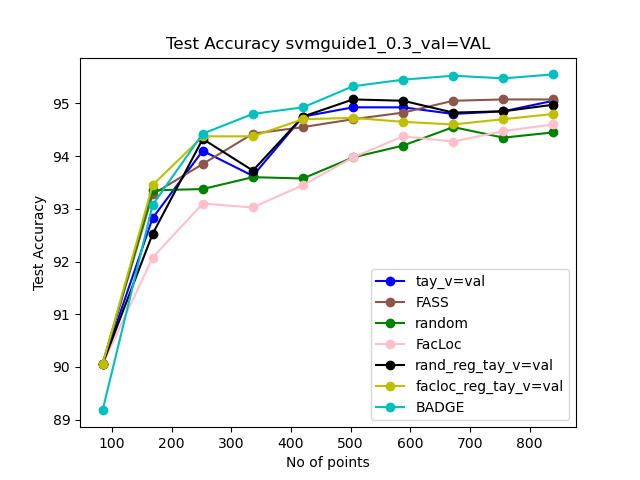 Test Accuracy svmguide1_0.3_val=VAL
Test Accuracy
95
94
93
92
91
90
89
tay_v=val
FASS
random
FacLoc
rand_reg_tay_v=val
facloc_reg_tay_v=val
BADGE
100 200 300 400 500 600 700 800
No of points